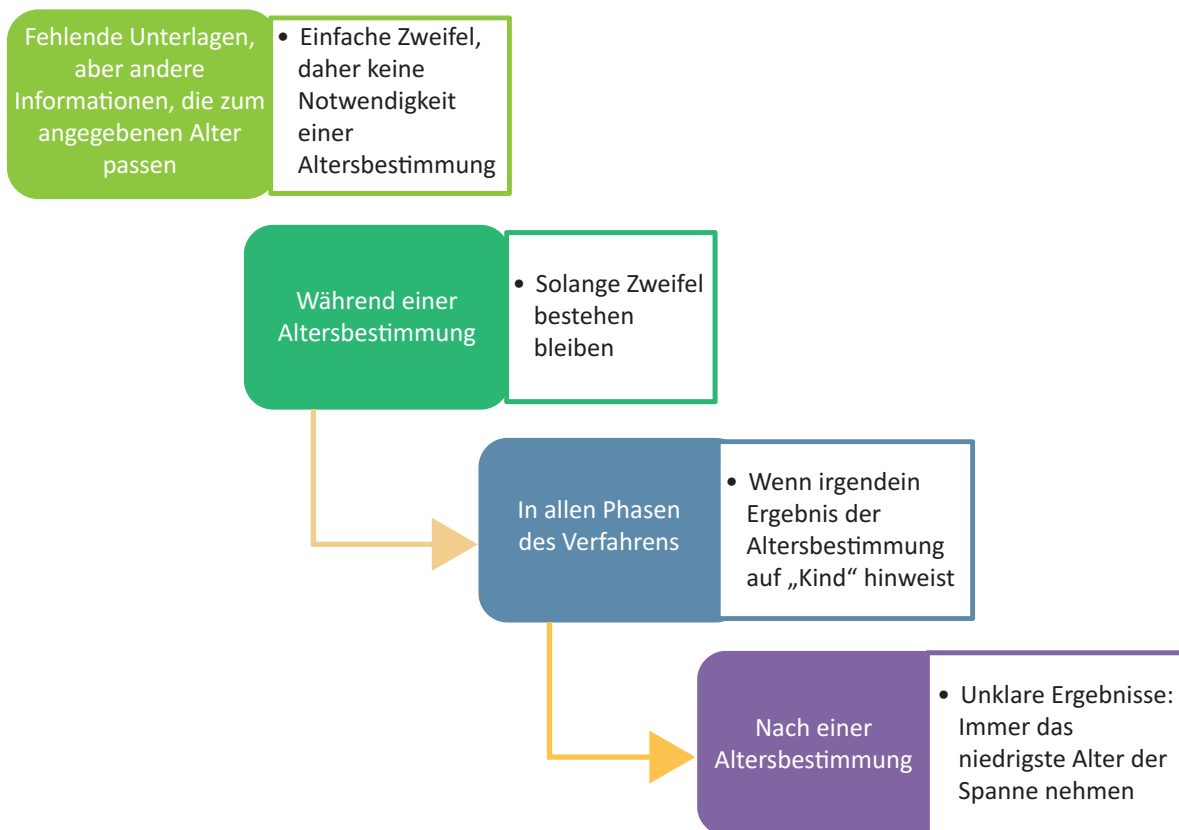 Fehlende Unterlagen,
aber andere
Informationen, die zum
angegebenen Alter
passen
• Einfache Zweifel,
daher keine
Notwendigkeit
einer
Altersbestimmung
Während einer
Altersbestimmung
• Solange Zweifel
bestehen
bleiben
In allen Phasen
des Verfahrens
• Wenn irgendein
Ergebnis der
Altersbestimmung
auf „Kind“ hinweist
Nach einer
Altersbestimmung
• Unklare Ergebnisse:
Immer das
niedrigste Alter der
Spanne nehmen